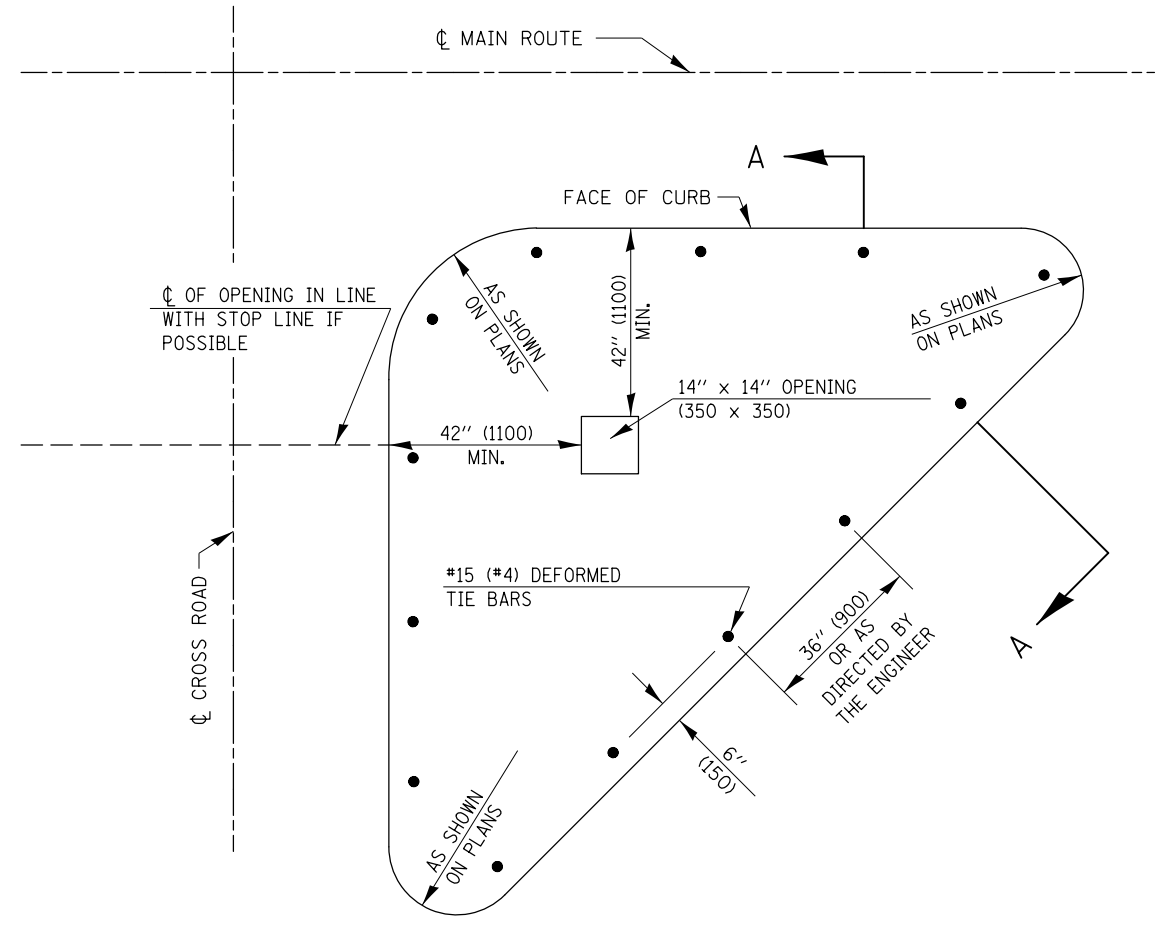 ℄ MAIN ROUTE
A
FACE OF CURB
℄ OF OPENING IN LINE
WITH STOP LINE IF
POSSIBLE
AS SHOWN
ON PLANS
42″ (1100)
MIN.
AS SHOWN
ON PLANS
14″ x 14″ OPENING
(350 x 350)
42″ (1100)
MIN.
#15 (#4) DEFORMED
TIE BARS
℄ CROSS ROAD
36″ (900)
OR AS
DIRECTED BY
THE ENGINEER
A
6″
(150)
AS SHOWN
ON PLANS